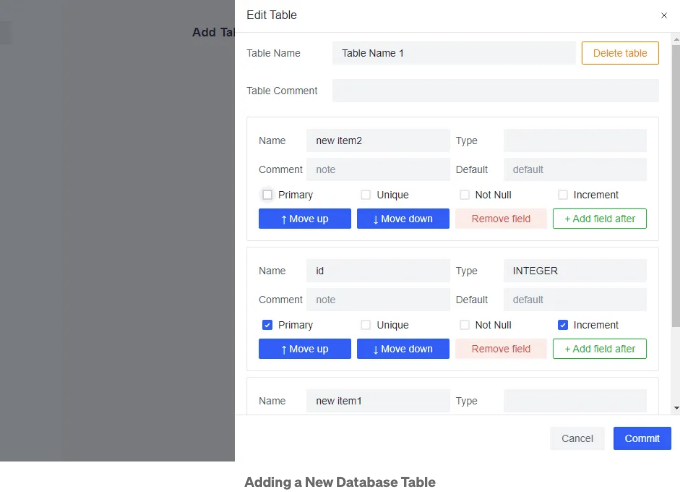 Edit Table ×
Add Tal
Table Name Table Name 1 Delete table
Table Comment
Name new item2 Type
Comment note Default default
Primary Unique Not Null Increment
↑ Move up ↓ Move down Remove field + Add field after
Name id Type INTEGER
Comment note Default default
Primary Unique Not Null Increment
↑ Move up ↓ Move down Remove field + Add field after
Name new item1 Type
Cancel Commit
Adding a New Database Table